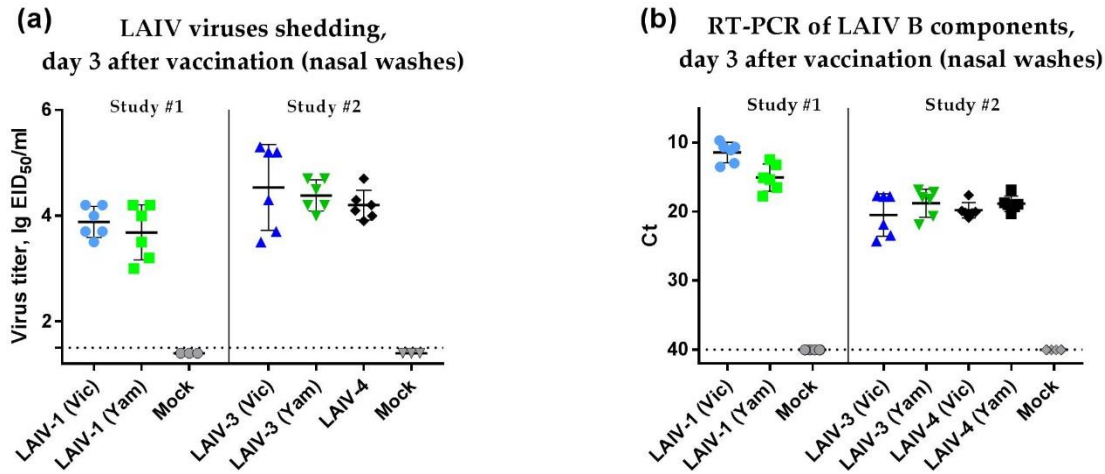 (a)
LAIV viruses shedding,
day 3 after vaccination (nasal washes)
Study #1
Study #2
Virus titer, lg EID₅₀/ml
6
4
2
LAIV-1 (Vic)
LAIV-1 (Yam)
Mock
LAIV-3 (Vic)
LAIV-3 (Yam)
LAIV-4
Mock
(b)
RT-PCR of LAIV B components,
day 3 after vaccination (nasal washes)
Study #1
Study #2
Ct
10
20
30
40
LAIV-1 (Vic)
LAIV-1 (Yam)
Mock
LAIV-3 (Vic)
LAIV-3 (Yam)
LAIV-4 (Vic)
LAIV-4 (Yam)
Mock